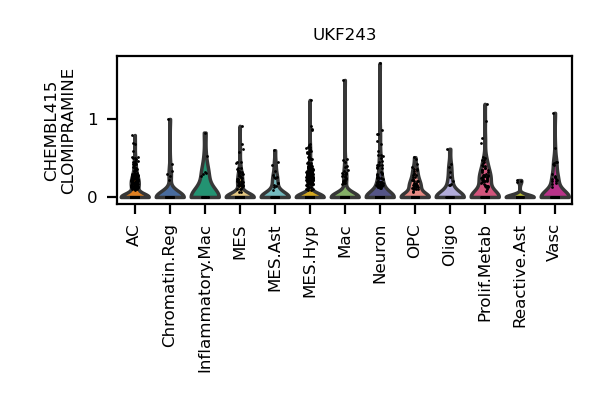 UKF243
CHEMBL415
CLOMIPRAMINE
1
0
AC
Chromatin.Reg
Inflammatory.Mac
MES
MES.Ast
MES.Hyp
Mac
Neuron
OPC
Oligo
Prolif.Metab
Reactive.Ast
Vasc